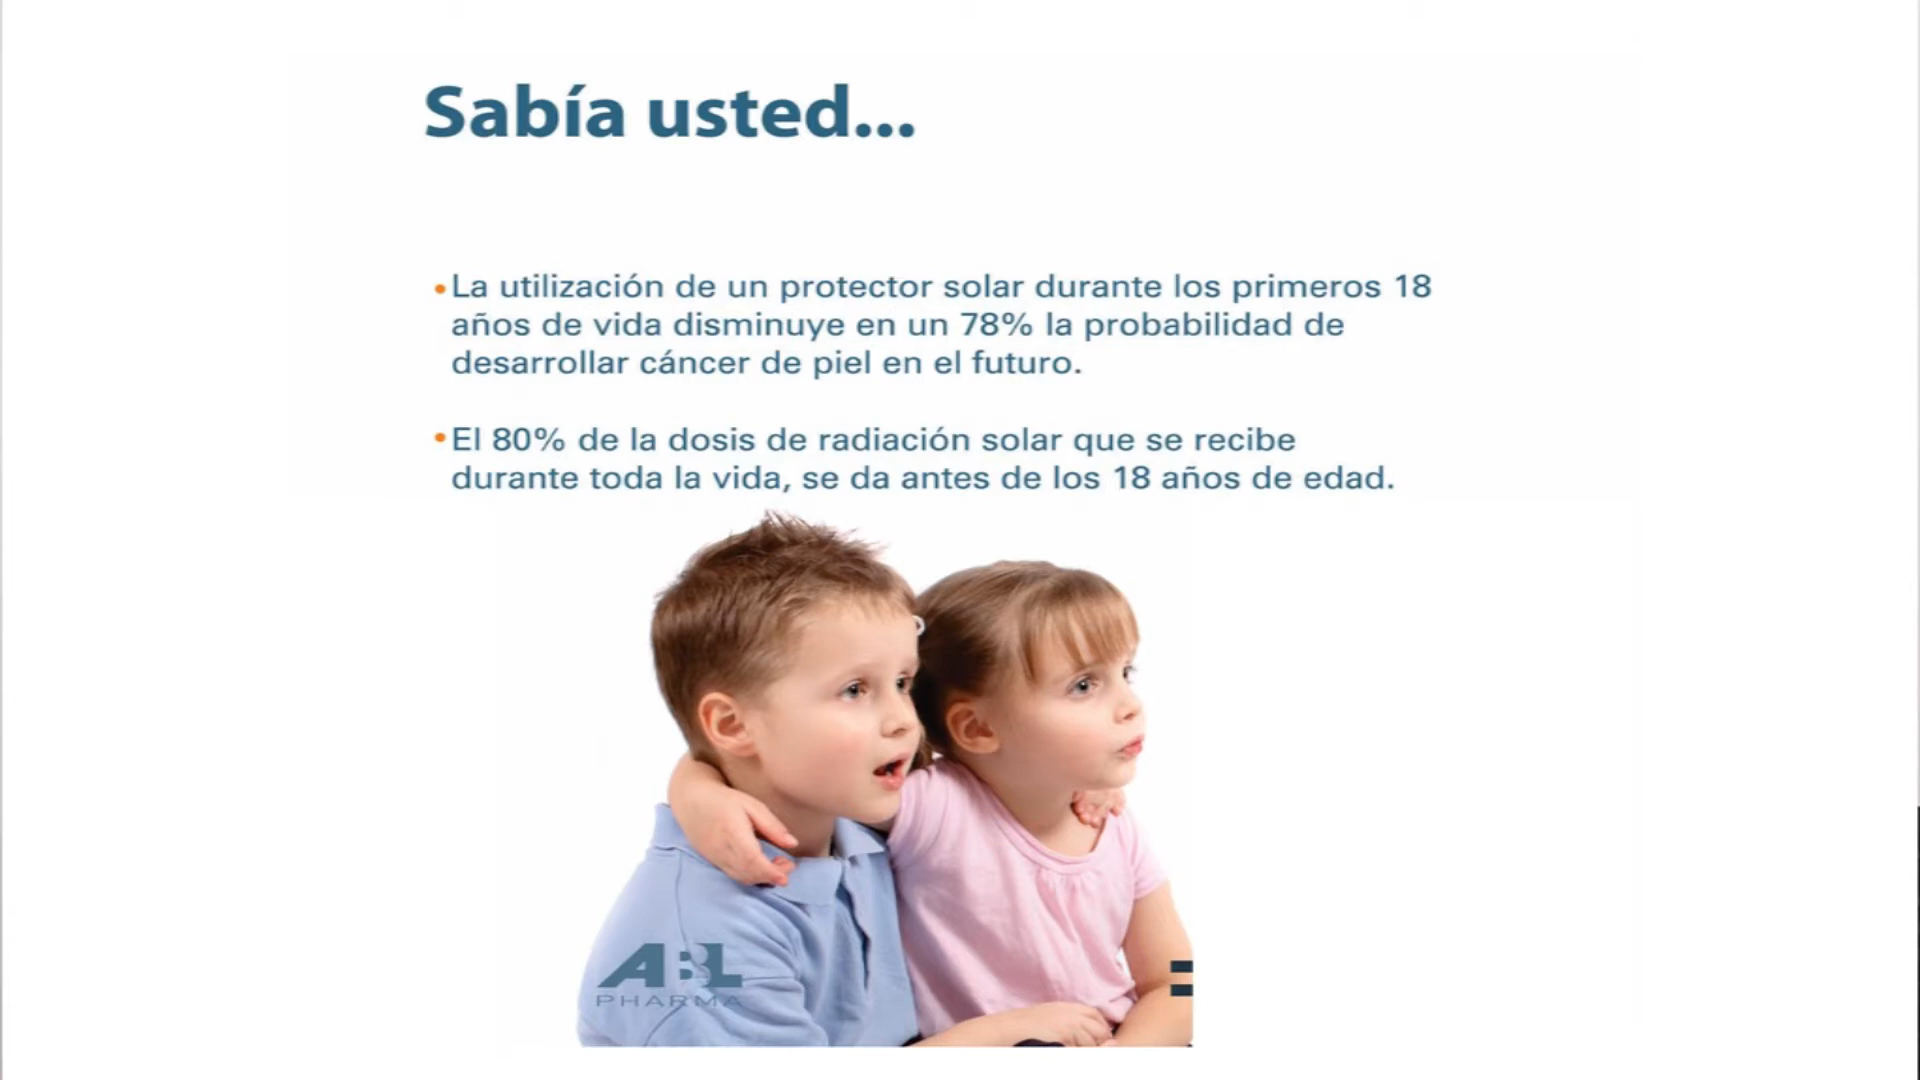 Sabía usted...
•La utilización de un protector solar durante los primeros 18
años de vida disminuye en un 78% la probabilidad de
desarrollar cáncer de piel en el futuro.
•El 80% de la dosis de radiación solar que se recibe
durante toda la vida, se da antes de los 18 años de edad.
ABL
PHARMA